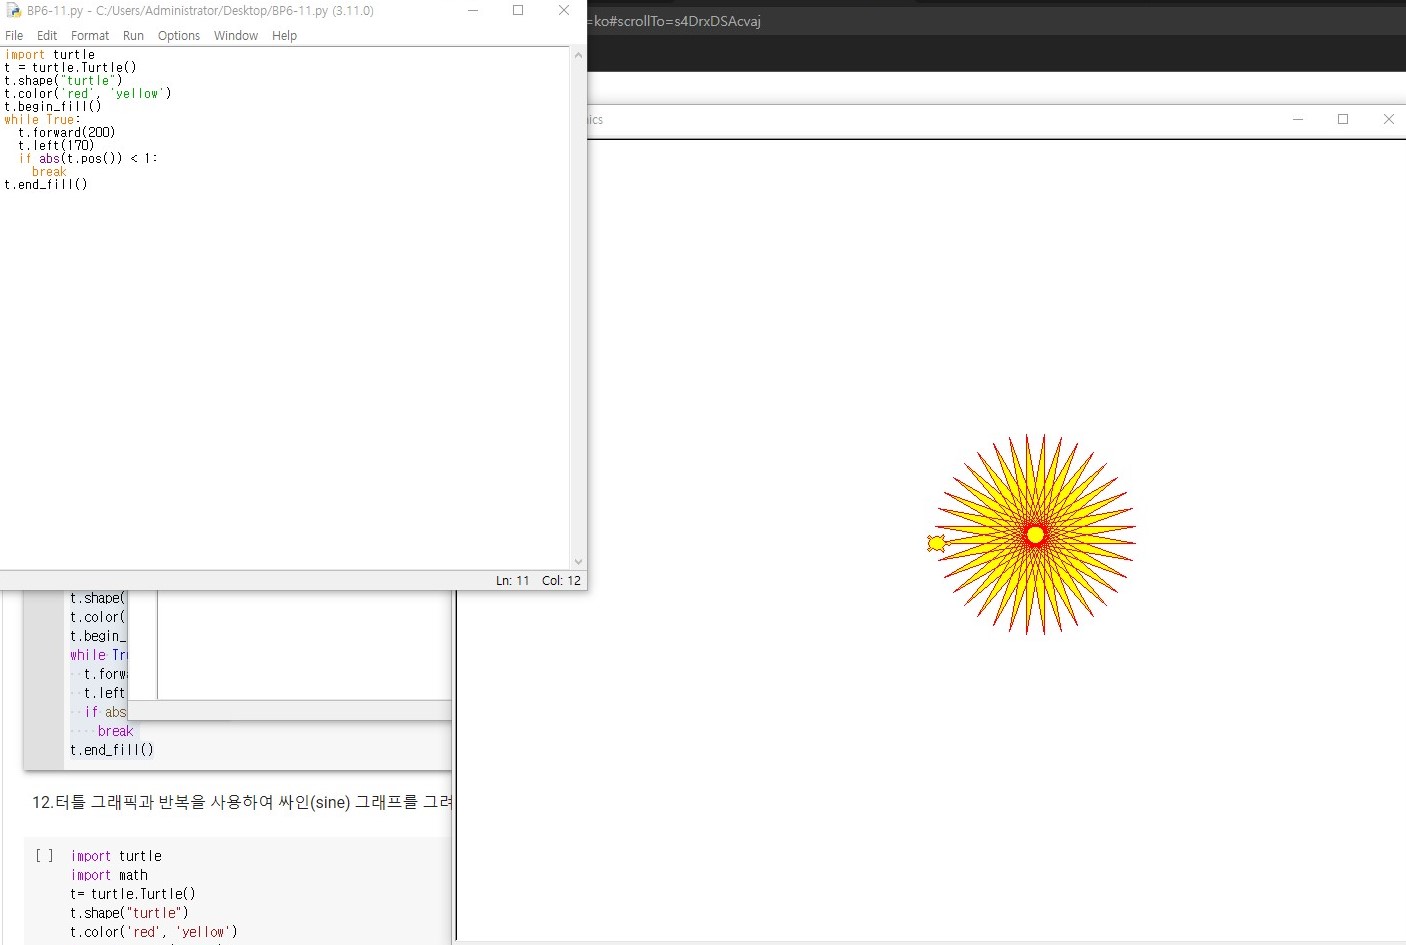 BP6-11.py - C:/Users/Administrator/Desktop/BP6-11.py (3.11.0)
File Edit Format Run Options Window Help
import turtle
t = turtle.Turtle()
t.shape("turtle")
t.color('red', 'yellow')
t.begin_fill()
while True:
  t.forward(200)
  t.left(170)
  if abs(t.pos()) < 1:
    break
t.end_fill()
Ln: 11 Col: 12
=ko#scrollTo=s4DrxDSAcvaj
ics
t.shape(
t.color(
t.begin_
while Tru
  t.forwa
  t.left
  if abs
    break
t.end_fill()
12.터틀 그래픽과 반복을 사용하여 싸인(sine) 그래프를 그려
[ ] import turtle
import math
t= turtle.Turtle()
t.shape("turtle")
t.color('red', 'yellow')